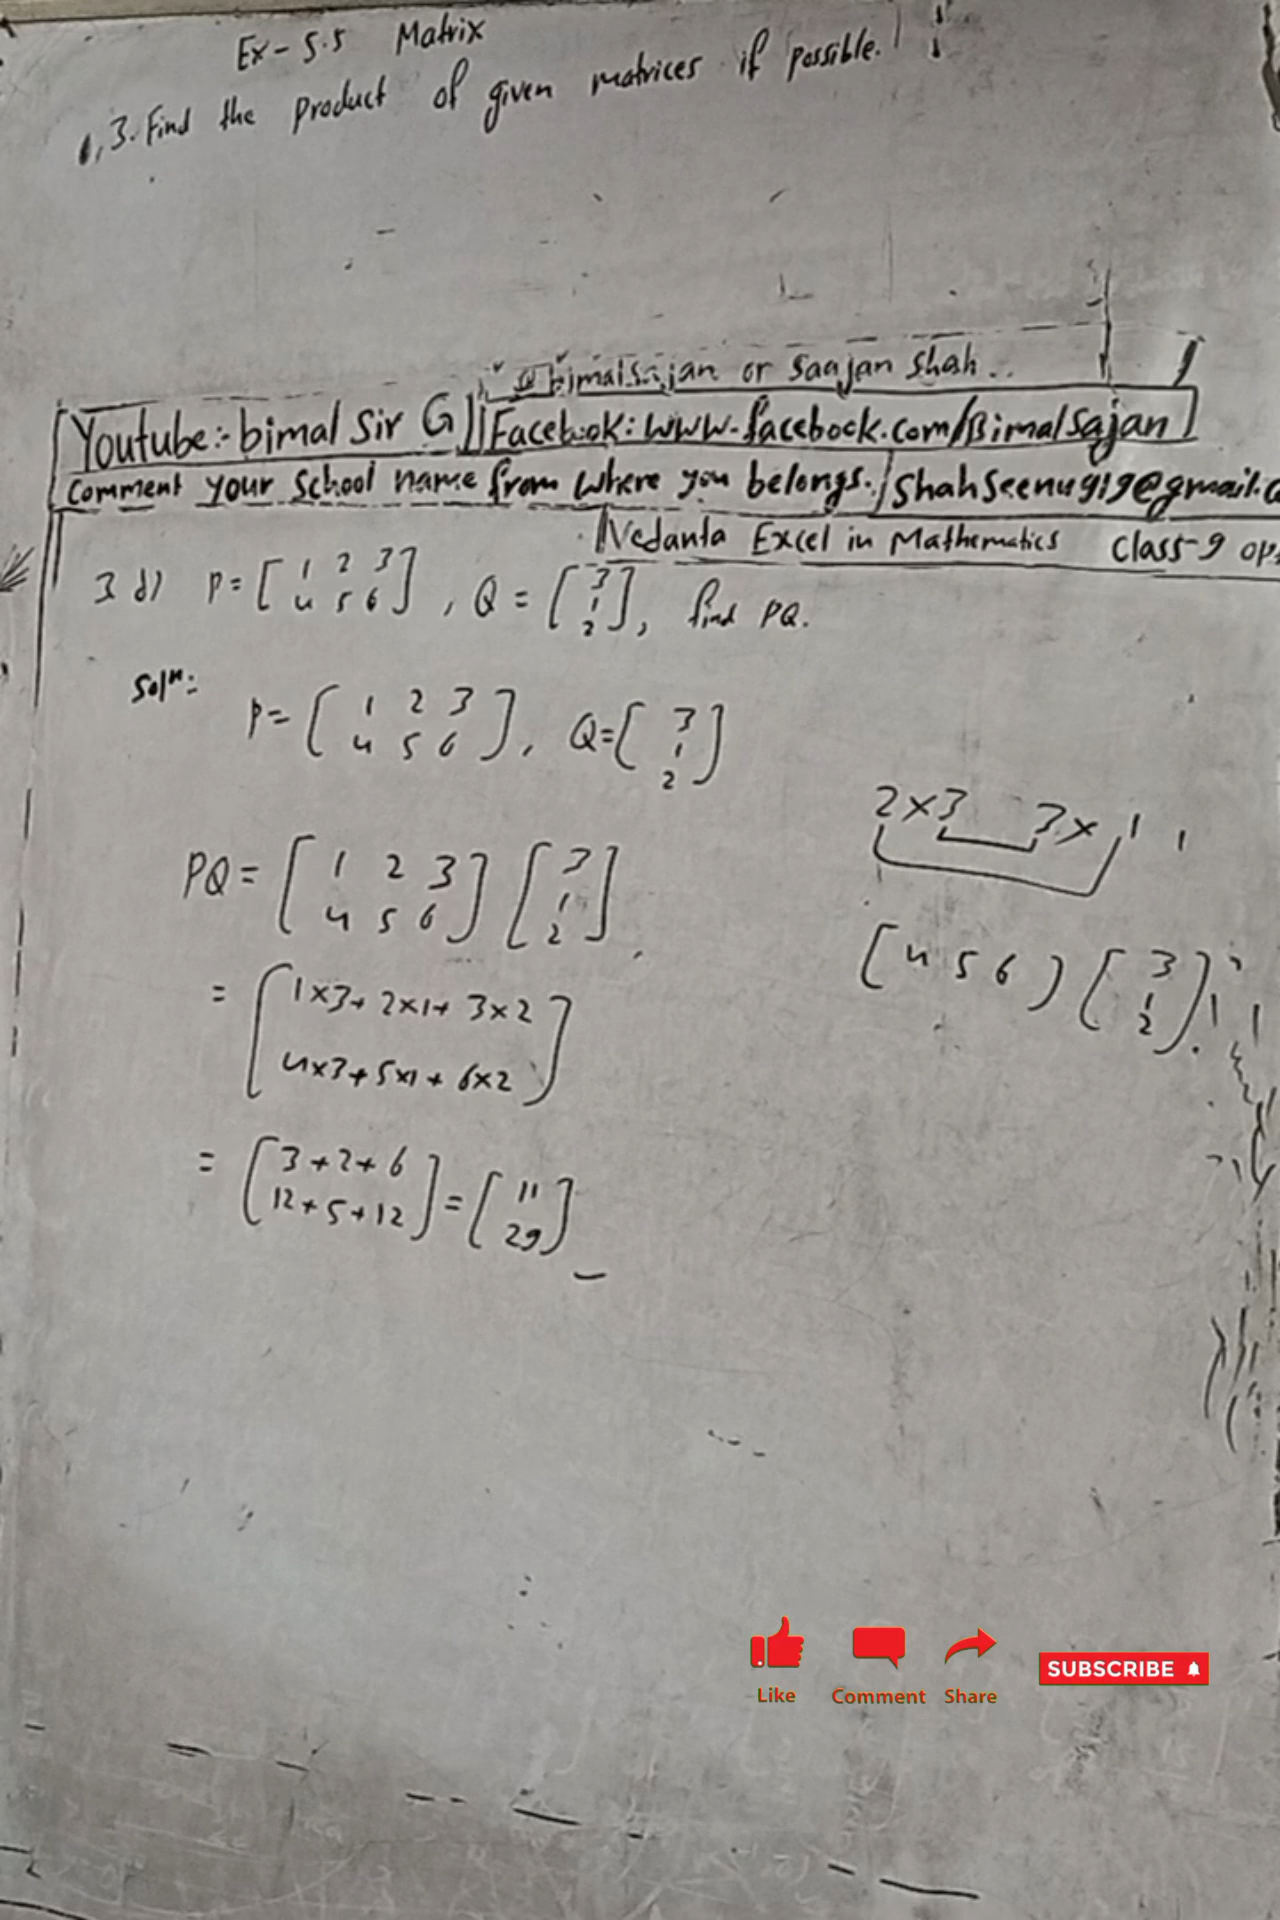 Ex- 5.5 Matrix
1, 3. Find the product of given matrices if possible.
@bimalsajan or Saajan Shah..
Youtube:- bimal Sir G || Facebook: www.facebook.com/Bimalsajan
Comment your School name from where you belongs. / ShahSeenu919@gmail.c
Vedanta Excel in Mathematics Class-9 op
3 d) P = [1 2 3
4 5 6], Q = [3
1
2], find PQ.
Solⁿ:
P = [1 2 3
4 5 6], Q = [3
1
2]
PQ = [1 2 3
4 5 6] [3
1
2]
= [1×3+ 2×1+ 3×2
4×3+5×1+ 6×2]
= [3+2+6
12+5+12] = [11
29]
2×3 3×1
[4 5 6] [3
1
2]
Like Comment Share
SUBSCRIBE